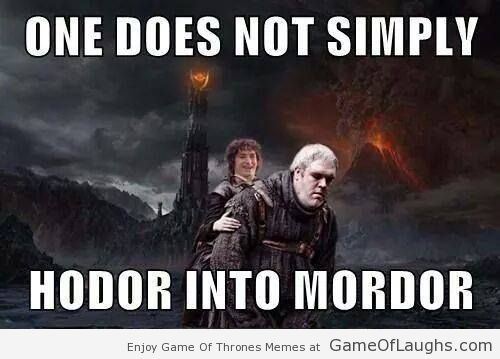 ONE DOES NOT SIMPLY
HODOR INTO MORDOR
Enjoy Game Of Thrones Memes at GameOfLaughs.com